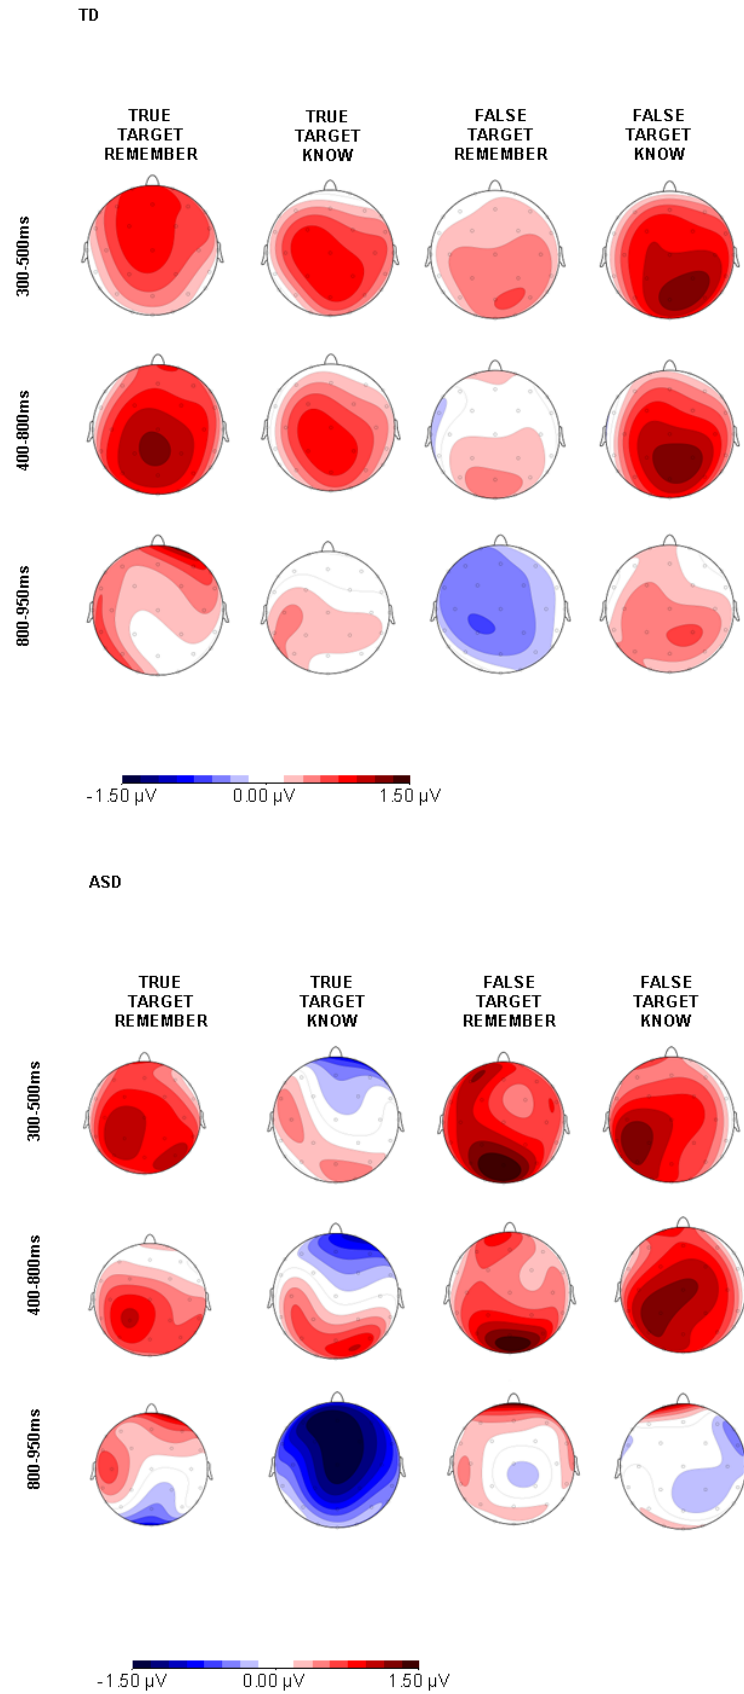 TD
TRUE
TARGET
REMEMBER
TRUE
TARGET
KNOW
FALSE
TARGET
REMEMBER
FALSE
TARGET
KNOW
300-500ms
400-800ms
800-950ms
-1.50 µV
0.00 µV
1.50 µV
ASD
TRUE
TARGET
REMEMBER
TRUE
TARGET
KNOW
FALSE
TARGET
REMEMBER
FALSE
TARGET
KNOW
300-500ms
400-800ms
800-950ms
-1.50 µV
0.00 µV
1.50 µV